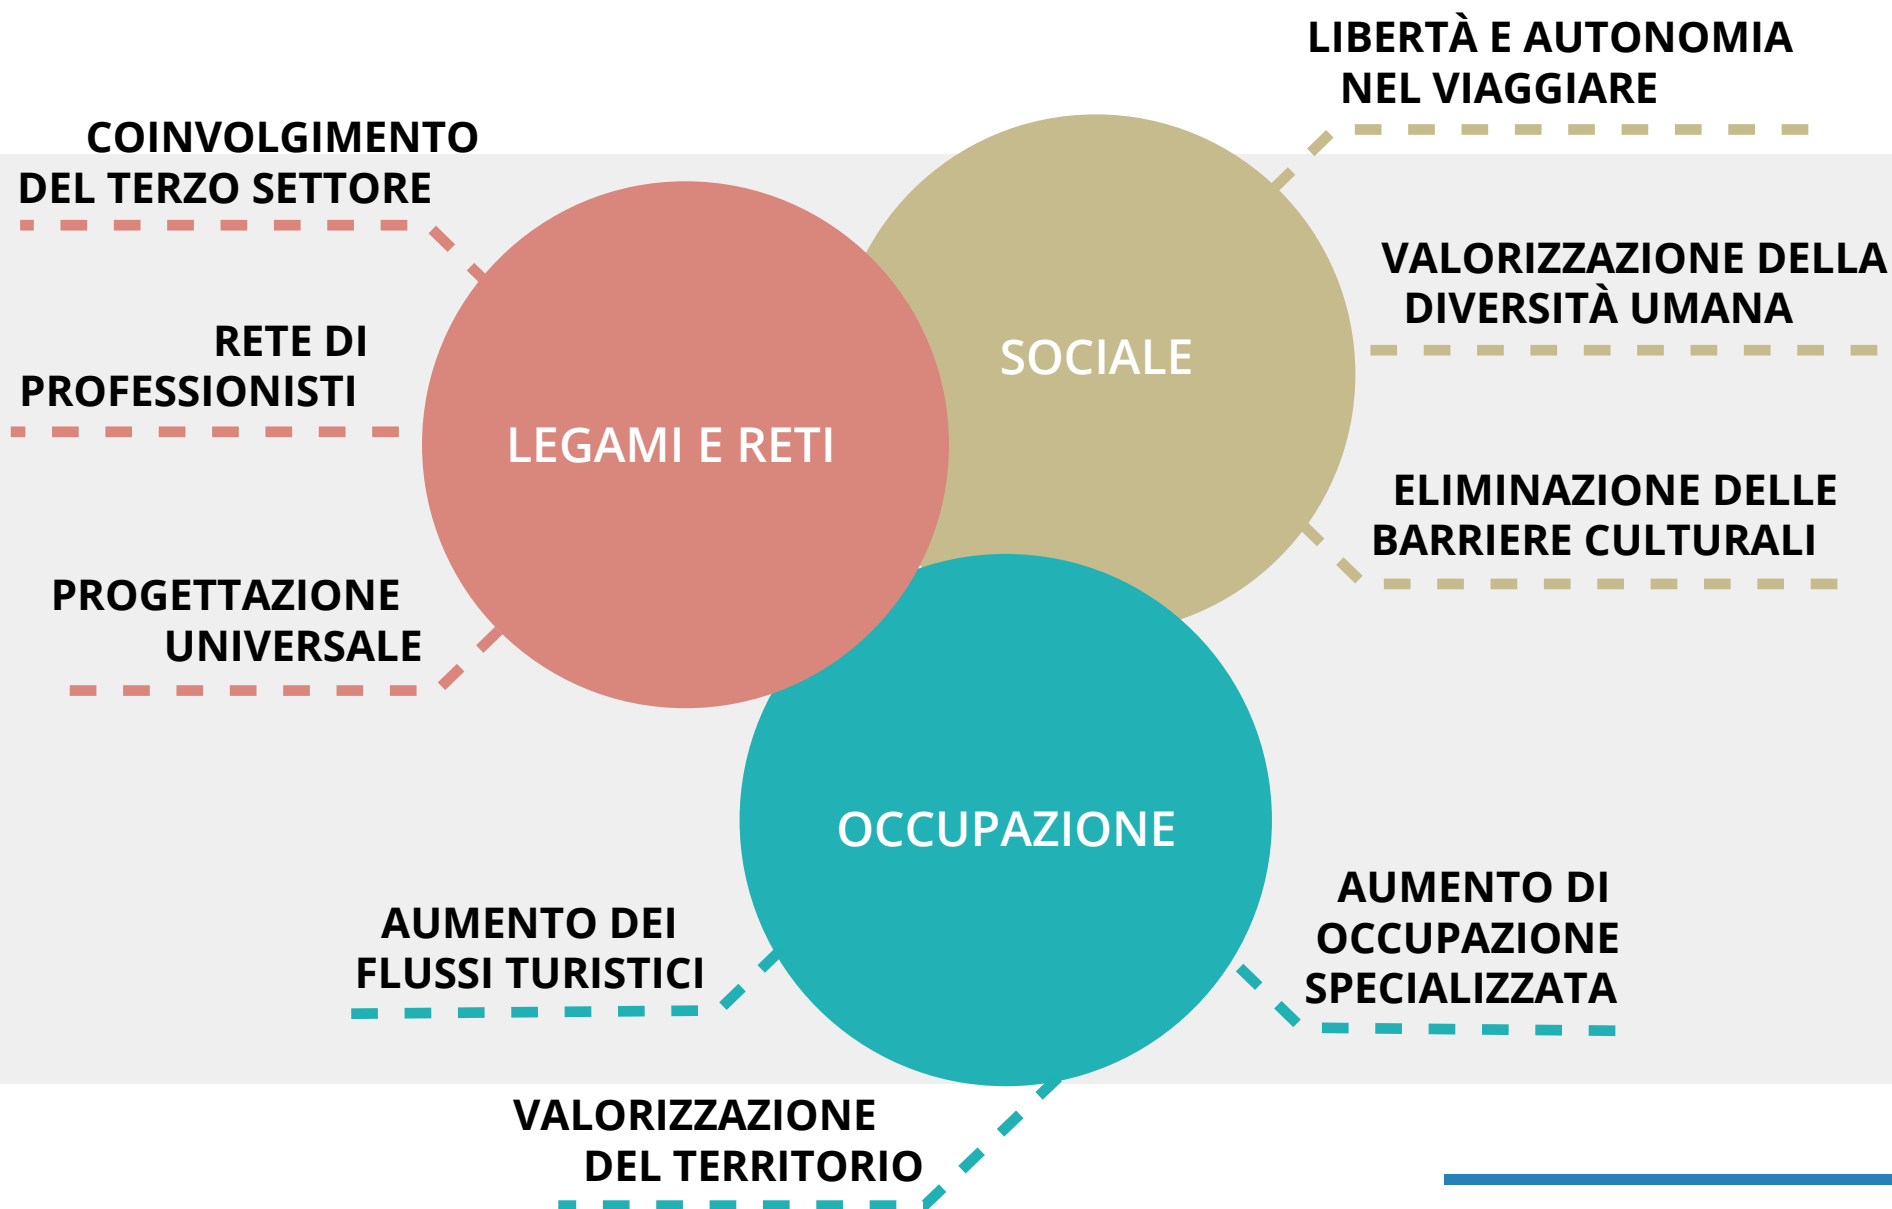 LIBERTÀ E AUTONOMIA
NEL VIAGGIARE
COINVOLGIMENTO
DEL TERZO SETTORE
VALORIZZAZIONE DELLA
DIVERSITÀ UMANA
RETE DI
PROFESSIONISTI
SOCIALE
LEGAMI E RETI
ELIMINAZIONE DELLE
BARRIERE CULTURALI
PROGETTAZIONE
UNIVERSALE
OCCUPAZIONE
AUMENTO DEI
FLUSSI TURISTICI
AUMENTO DI
OCCUPAZIONE
SPECIALIZZATA
VALORIZZAZIONE
DEL TERRITORIO